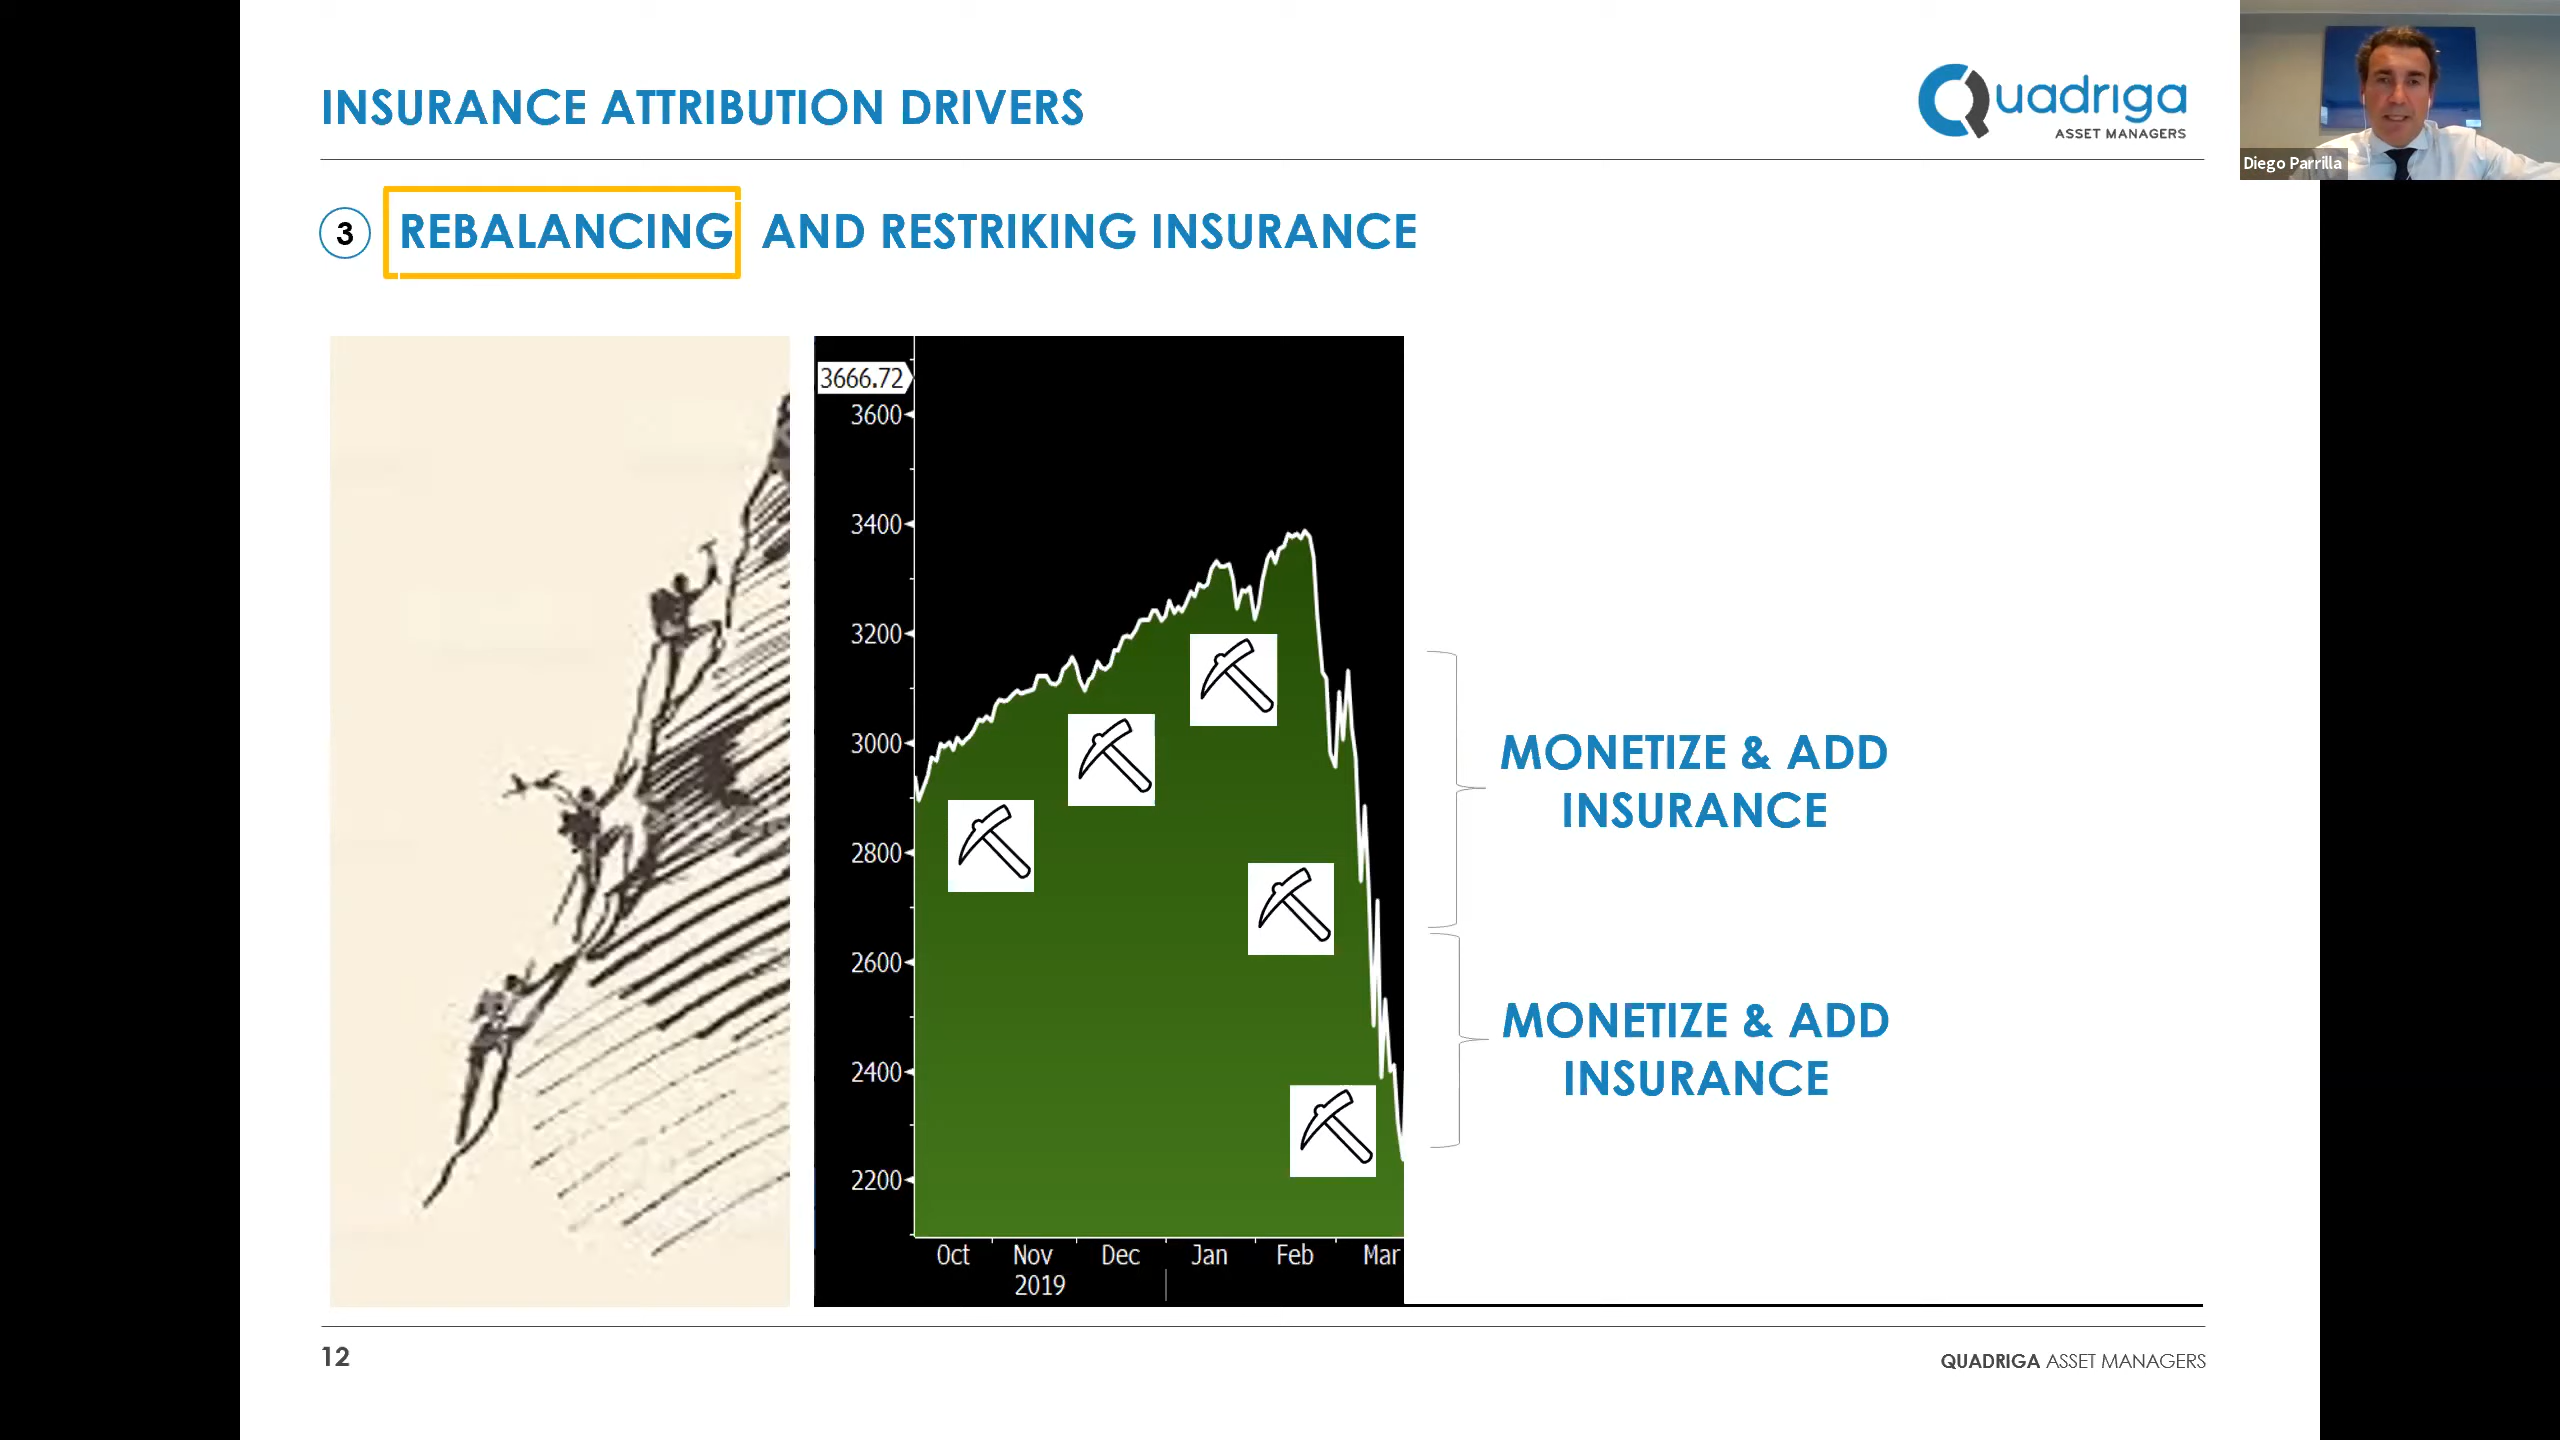 INSURANCE ATTRIBUTION DRIVERS
Quadriga
ASSET MANAGERS
Diego Parrilla
3 REBALANCING AND RESTRIKING INSURANCE
3666.72
3600
3400
3200
3000
2800
2600
2400
2200
Oct Nov Dec Jan Feb Mar
2019
MONETIZE & ADD
INSURANCE
MONETIZE & ADD
INSURANCE
12
QUADRIGA ASSET MANAGERS